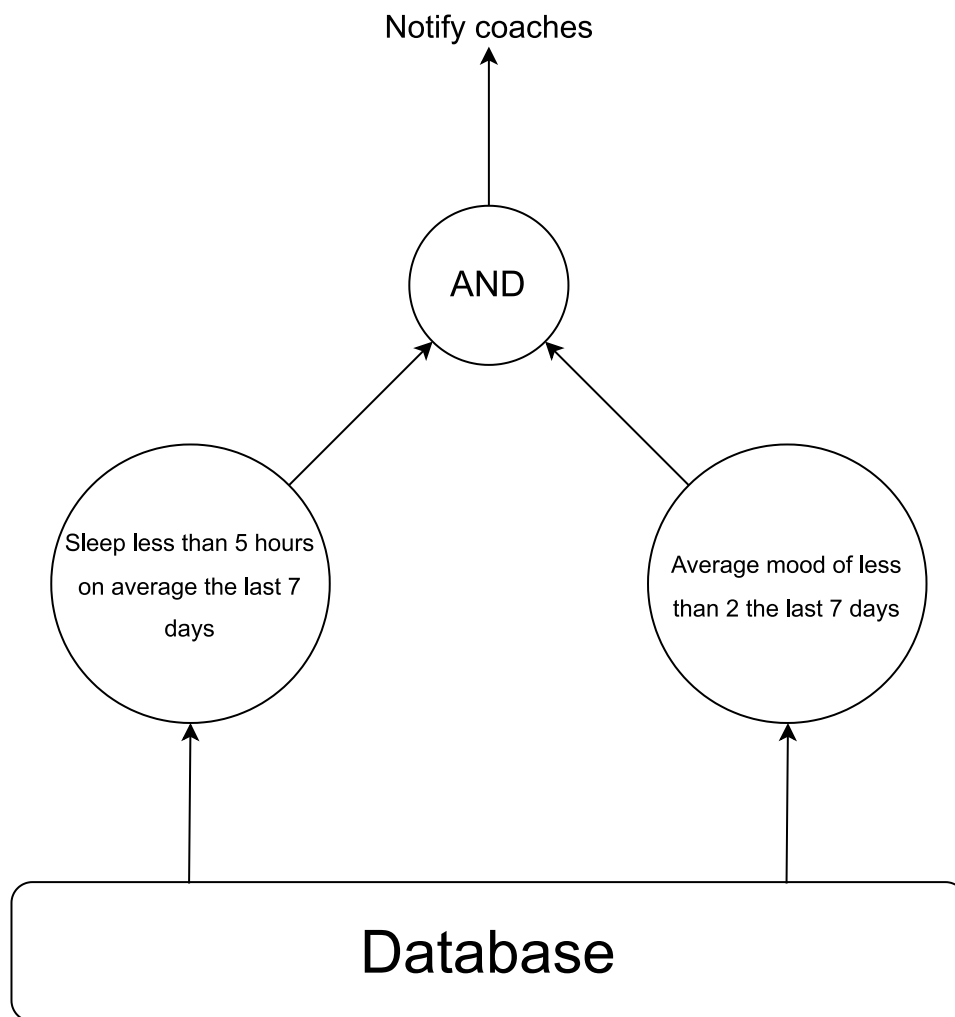 Notify coaches
AND
Sleep less than 5 hours
on average the last 7
days
Average mood of less
than 2 the last 7 days
Database